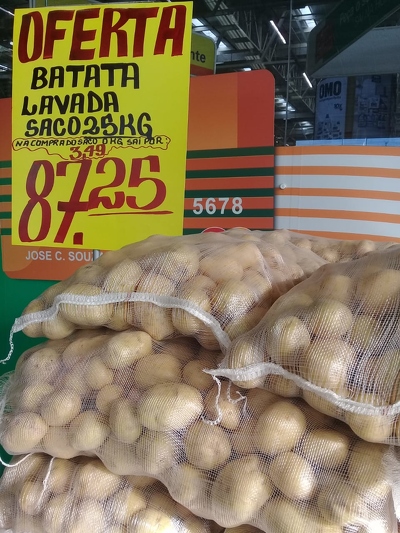 OFERTA
BATATA
LAVADA
SACO 25KG
NA COMPRA DO SACO O KG SAI POR
3,49
87,25
5678
JOSE C. SOU
OMO